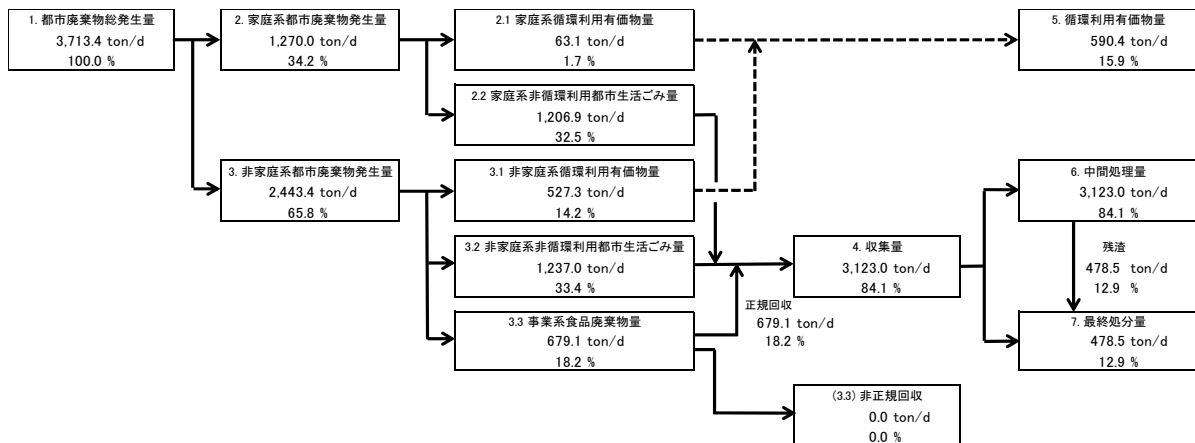 1. 都市廃棄物総発生量
3,713.4 ton/d
100.0 %
2. 家庭系都市廃棄物発生量
1,270.0 ton/d
34.2 %
2.1 家庭系循環利用有価物量
63.1 ton/d
1.7 %
5. 循環利用有価物量
590.4 ton/d
15.9 %
2.2 家庭系非循環利用都市生活ごみ量
1,206.9 ton/d
32.5 %
3. 非家庭系都市廃棄物発生量
2,443.4 ton/d
65.8 %
3.1 非家庭系循環利用有価物量
527.3 ton/d
14.2 %
6. 中間処理量
3,123.0 ton/d
84.1 %
3.2 非家庭系非循環利用都市生活ごみ量
1,237.0 ton/d
33.4 %
4. 収集量
3,123.0 ton/d
84.1 %
残渣
478.5 ton/d
12.9 %
3.3 事業系食品廃棄物量
679.1 ton/d
18.2 %
正規回収
679.1 ton/d
18.2 %
7. 最終処分量
478.5 ton/d
12.9 %
(3.3) 非正規回収
0.0 ton/d
0.0 %